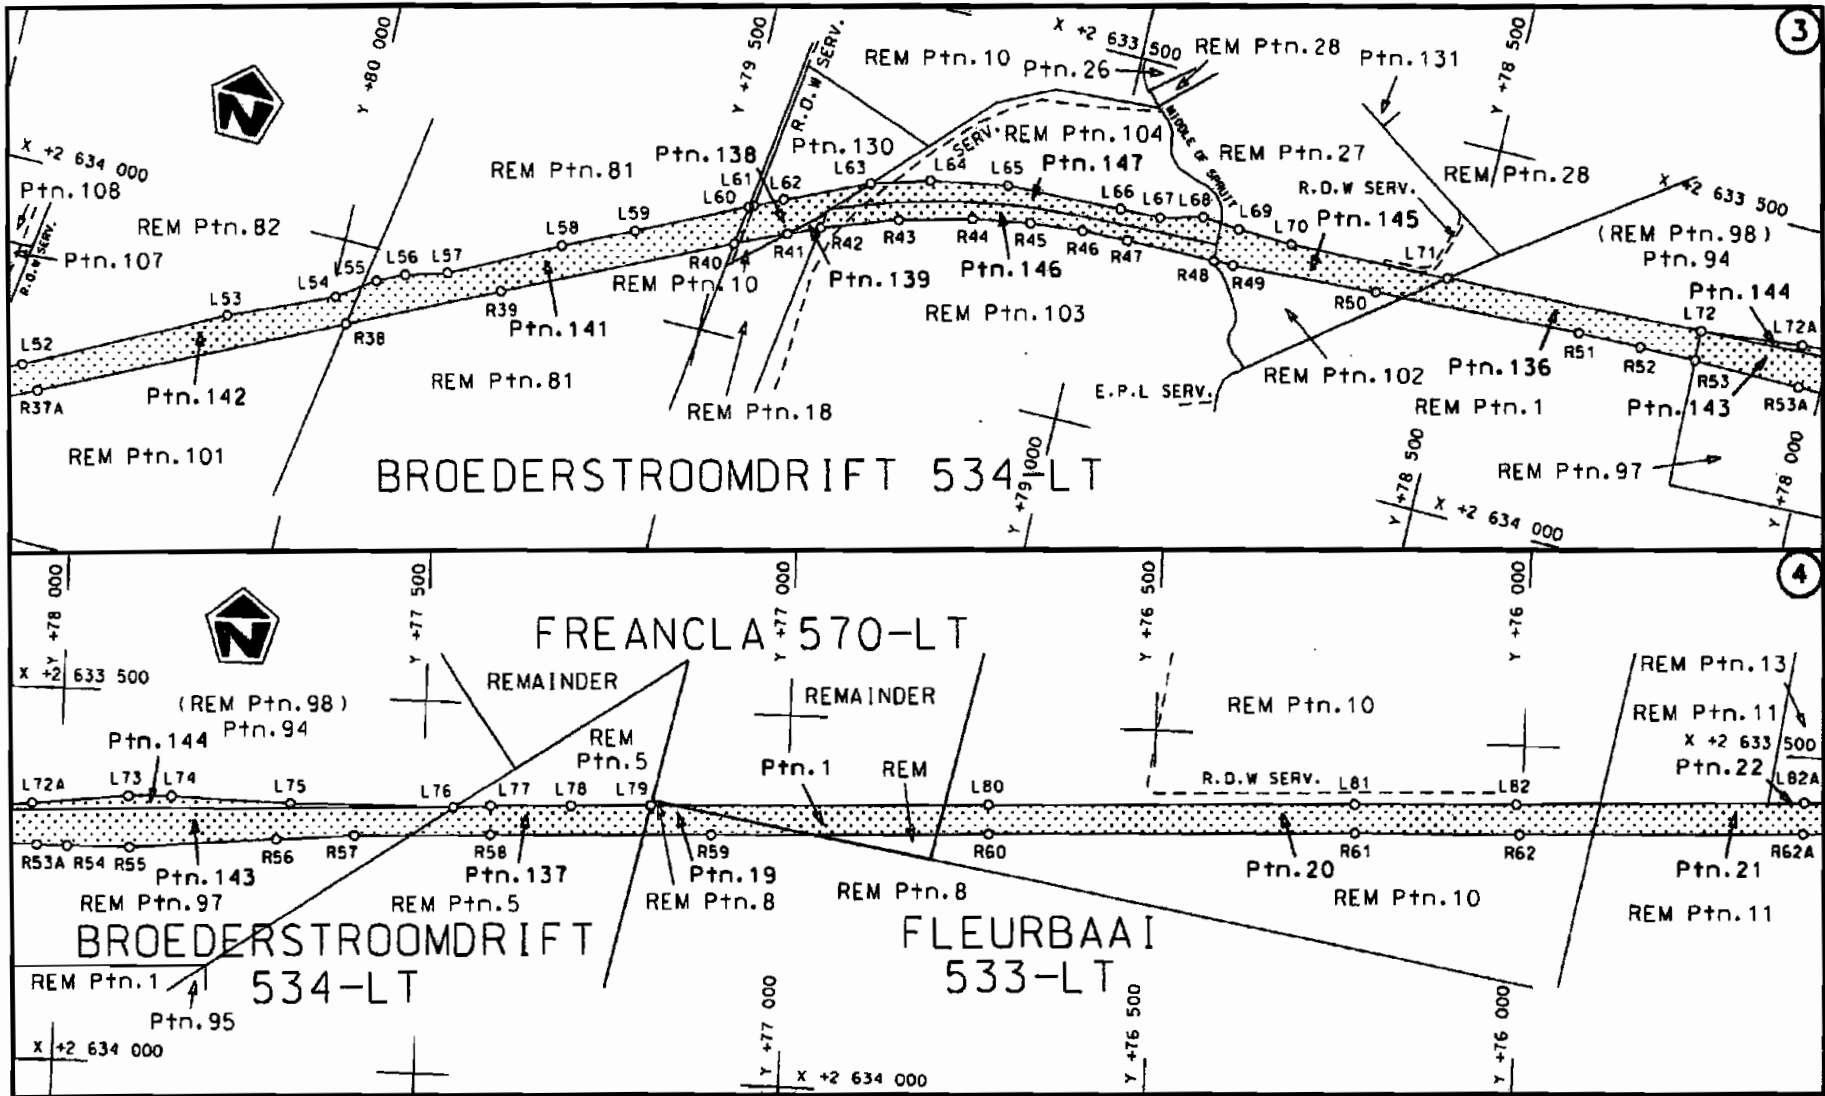 3
Y +80 000
Y +79 500
R.D.W SERV.
REM Ptn.10
X +2 633 500
Ptn.26
REM Ptn.28
Ptn.131
Y +78 500
N
X +2 634 000
Ptn.108
Ptn.107
R.D.W SERV.
REM Ptn.82
REM Ptn.81
Ptn.138
Ptn.130
SERV.
REM Ptn.104
Ptn.147
MIDDLE OF SPRUIT
REM Ptn.27
R.D.W SERV.
REM Ptn.28
X +2 633 500
(REM Ptn.98)
Ptn.94
Ptn.145
Ptn.144
L52
L53
L54
L55
L56
L57
L58
L59
L60
L61
L62
L63
L64
L65
L66
L67
L68
L69
L70
L71
L72
L72A
R37A
R38
R39
R40
R41
R42
R43
R44
R45
R46
R47
R48
R49
R50
R51
R52
R53
R53A
Ptn.142
Ptn.141
REM Ptn.10
Ptn.139
Ptn.146
REM Ptn.103
REM Ptn.81
REM Ptn.18
E.P.L SERV.
REM Ptn.102
Ptn.136
REM Ptn.1
Ptn.143
REM Ptn.101
BROEDERSTROOMDRIFT 534-LT
REM Ptn.97
Y +79 000
Y +78 500
X +2 634 000
Y +78 000
4
Y +78 000
Y +77 500
Y +77 000
Y +76 500
Y +76 000
N
FREANCLA 570-LT
X +2 633 500
REMAINDER
REMAINDER
(REM Ptn.98)
Ptn.94
REM
Ptn.5
REM Ptn.10
REM Ptn.13
REM Ptn.11
X +2 633 500
Ptn.22
Ptn.144
Ptn.1
REM
R.D.W SERV.
L72A
L73
L74
L75
L76
L77
L78
L79
L80
L81
L82
L82A
R53A
R54
R55
R56
R57
R58
R59
R60
R61
R62
R62A
Ptn.143
Ptn.137
Ptn.19
Ptn.20
Ptn.21
REM Ptn.97
REM Ptn.5
REM Ptn.8
REM Ptn.8
REM Ptn.10
REM Ptn.11
BROEDERSTROOMDRIFT
534-LT
FLEURBAAI
533-LT
REM Ptn.1
Ptn.95
X +2 634 000
Y +77 000
X +2 634 000
Y +76 500
Y +76 000